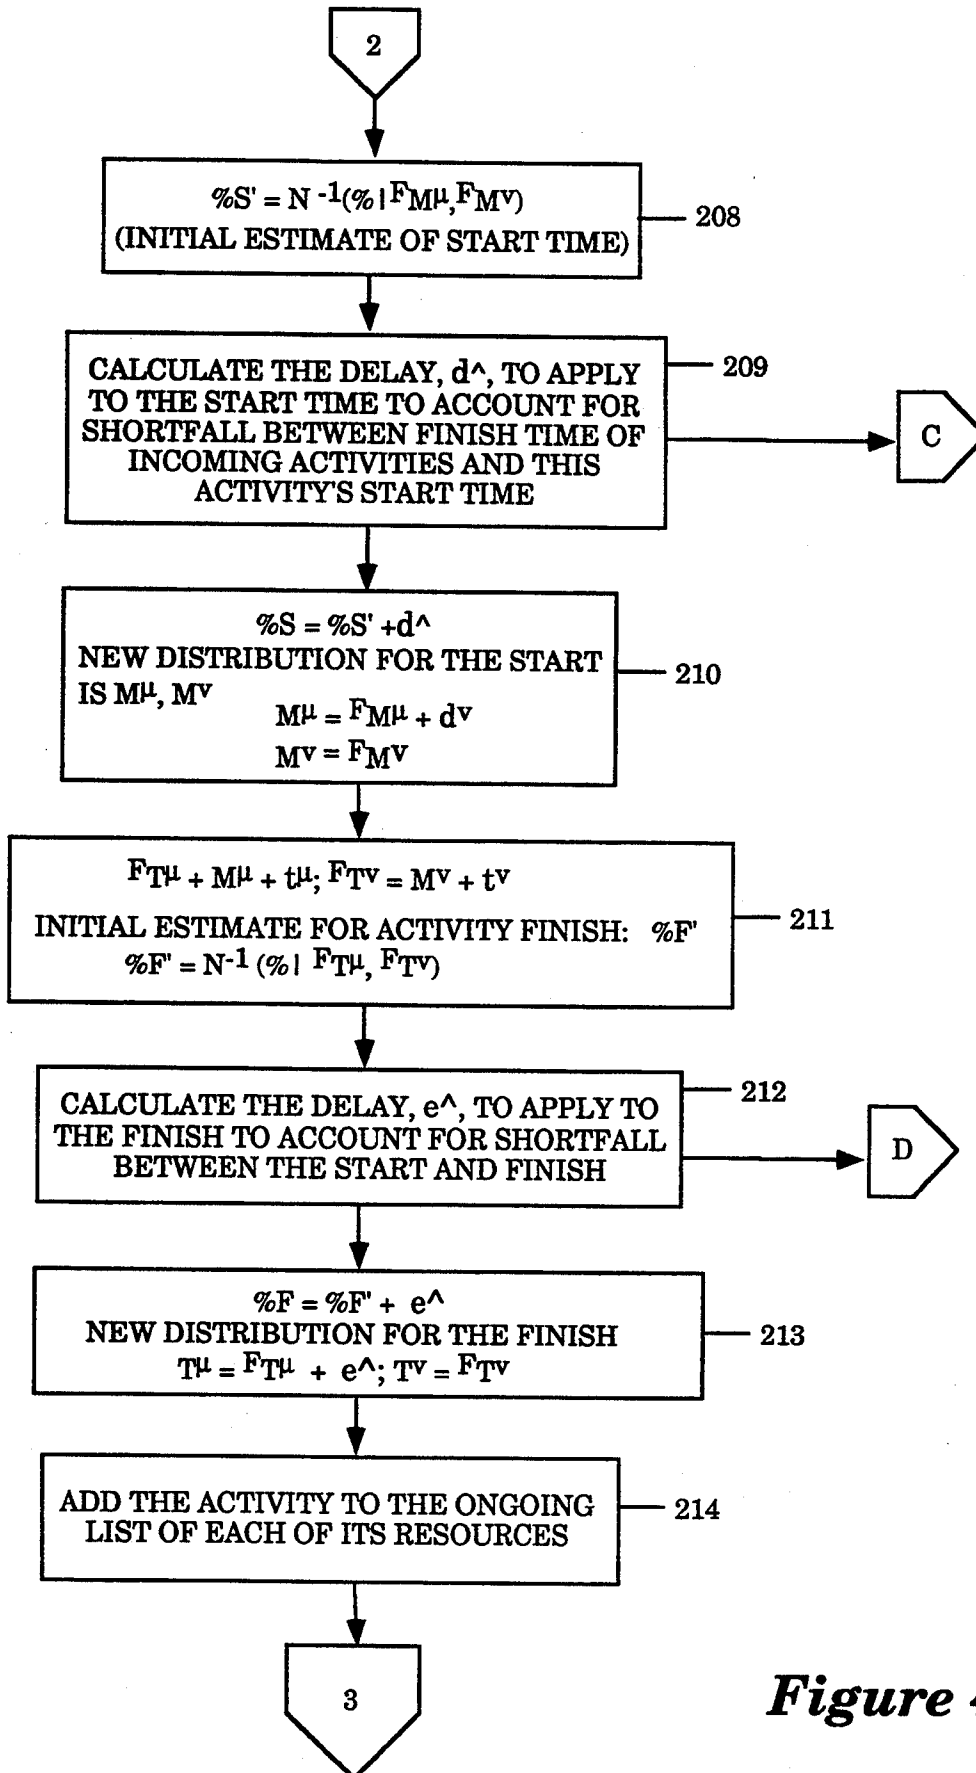 2
%S' = N -1(% | FMµ, FMv)
(INITIAL ESTIMATE OF START TIME)
208
CALCULATE THE DELAY, d^, TO APPLY
TO THE START TIME TO ACCOUNT FOR
SHORTFALL BETWEEN FINISH TIME OF
INCOMING ACTIVITIES AND THIS
ACTIVITY'S START TIME
209
C
%S = %S' +d^
NEW DISTRIBUTION FOR THE START
IS Mµ, Mv
Mµ = FMµ + dv
Mv = FMv
210
FTµ + Mµ + tµ; FTv = Mv + tv
INITIAL ESTIMATE FOR ACTIVITY FINISH: %F'
%F' = N-1 (% | FTµ, FTv)
211
CALCULATE THE DELAY, e^, TO APPLY TO
THE FINISH TO ACCOUNT FOR SHORTFALL
BETWEEN THE START AND FINISH
212
D
%F = %F' + e^
NEW DISTRIBUTION FOR THE FINISH
Tµ = FTµ + e^; Tv = FTv
213
ADD THE ACTIVITY TO THE ONGOING
LIST OF EACH OF ITS RESOURCES
214
3
Figure